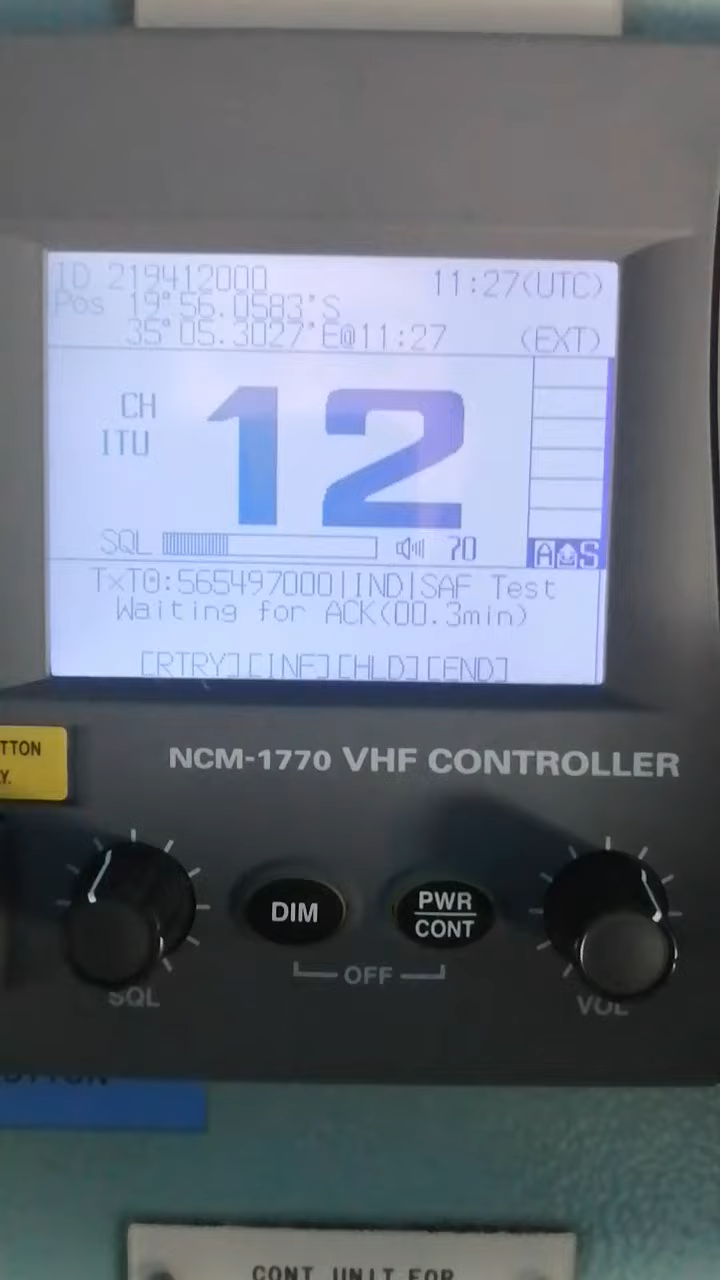 ID 219412000 11:27(UTC)
Pos 19°56.0583'S
35°05.3027'E@11:27 (EXT)
CH 12
ITU
SQL 70 A S
TxT0:565497000|IND|SAF Test
Waiting for ACK(00.3min)
[RTRY][INF][HLD][END]
TTON
Y.
NCM-1770 VHF CONTROLLER
DIM
PWR
CONT
OFF
SQL
VOL
CONT UNIT FOR